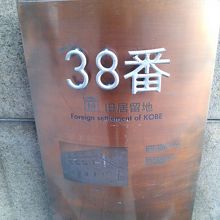 38番
旧居留地
Foreign settlement of KOBE